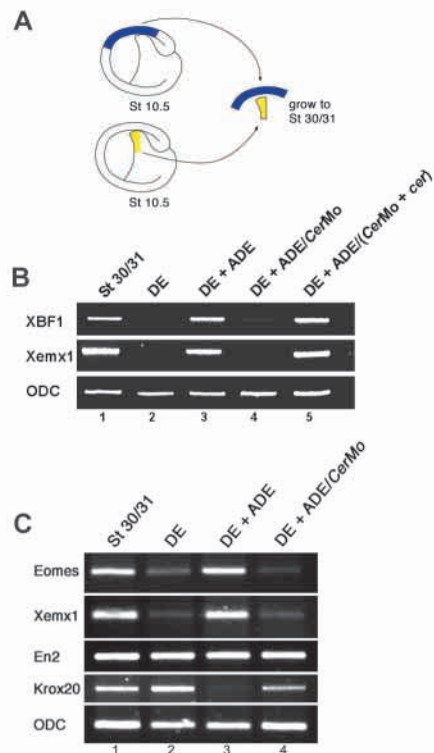 A
St 10.5
grow to
St 30/31
St 10.5
B
St 30/31
DE
DE + ADE
DE + ADE/CerMo
DE + ADE/(CerMo + cer)
XBF1
Xemx1
ODC
1 2 3 4 5
C
St 30/31
DE
DE + ADE
DE + ADE/CerMo
Eomes
Xemx1
En2
Krox20
ODC
1 2 3 4